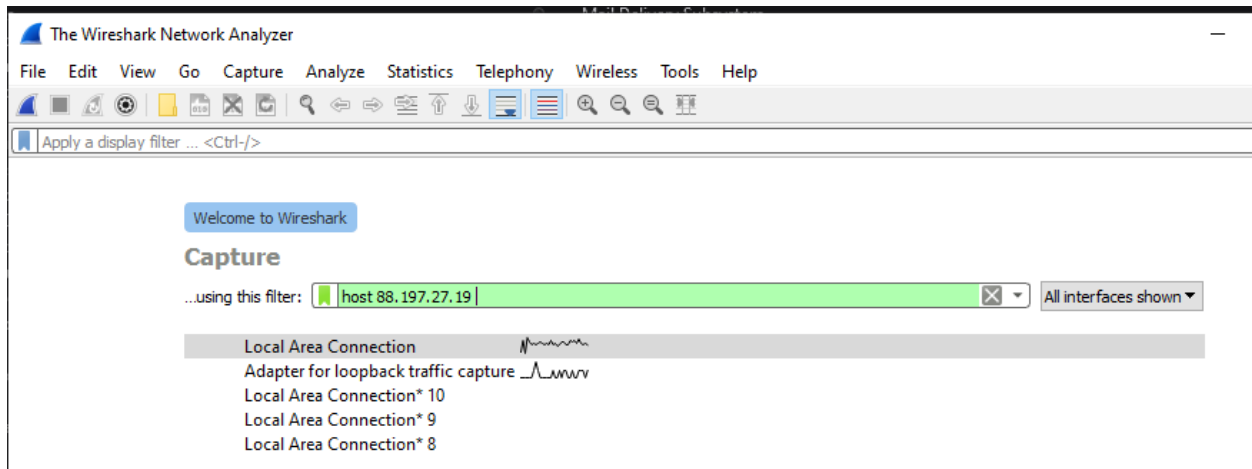 The Wireshark Network Analyzer
File Edit View Go Capture Analyze Statistics Telephony Wireless Tools Help
Apply a display filter ... <Ctrl-/>
Welcome to Wireshark
Capture
...using this filter: host 88.197.27.19 All interfaces shown
Local Area Connection
Adapter for loopback traffic capture
Local Area Connection* 10
Local Area Connection* 9
Local Area Connection* 8